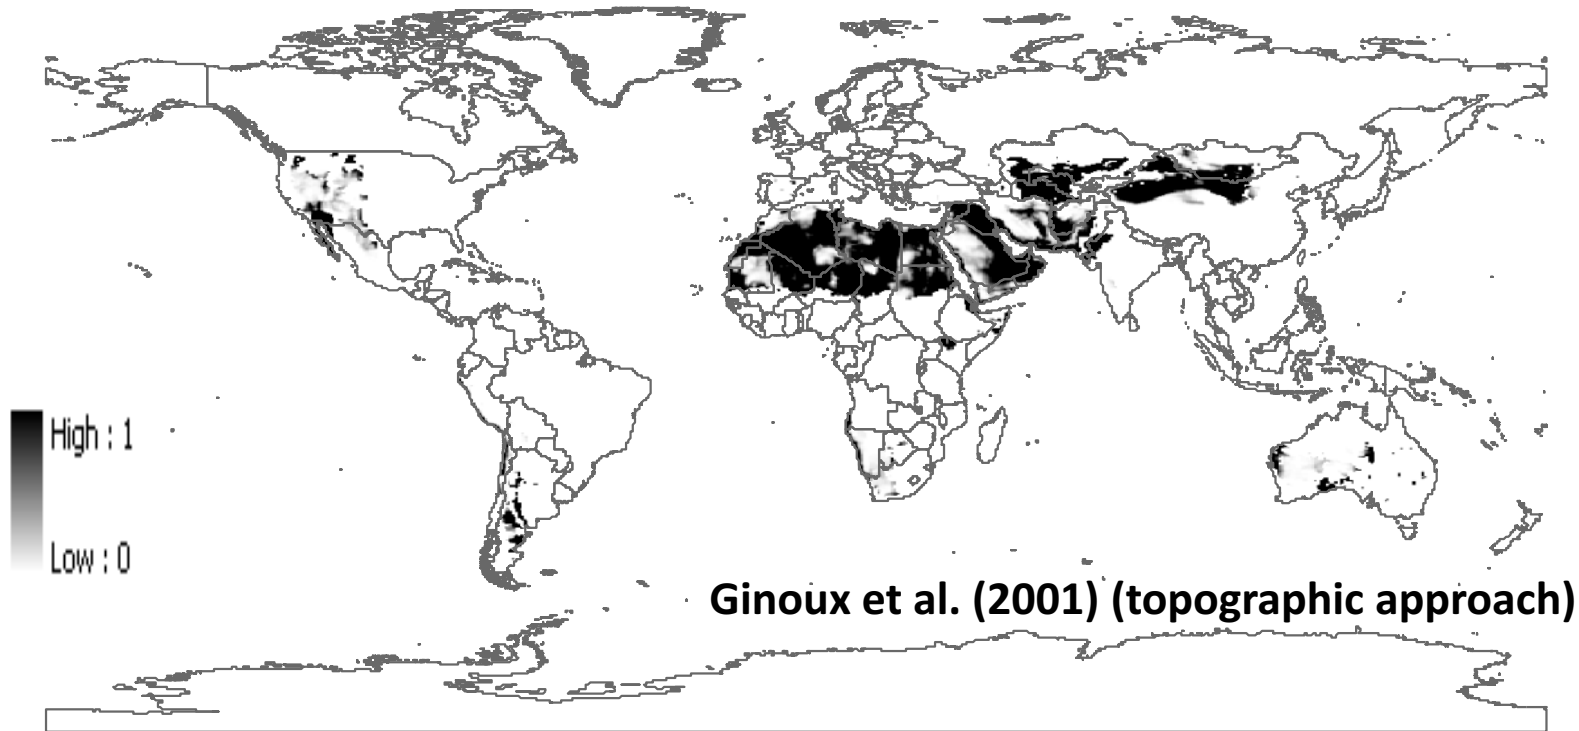 High : 1
Low : 0
Ginoux et al. (2001) (topographic approach)